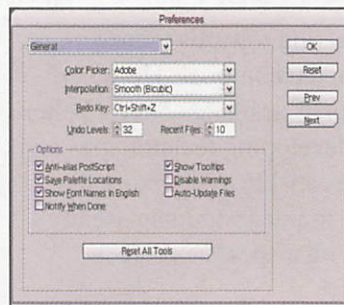 Preferences
General
OK
Color Picker: Adobe
Reset
Interpolation: Smooth (Bicubic)
Prev
Redo Key: Ctrl+Shift+Z
Next
Undo Levels: 32 Recent Files: 10
Options
Anti-alias PostScript Show Tooltips
Save Palette Locations Disable Warnings
Show Font Names in English Auto-Update Files
Notify When Done
Reset All Tools